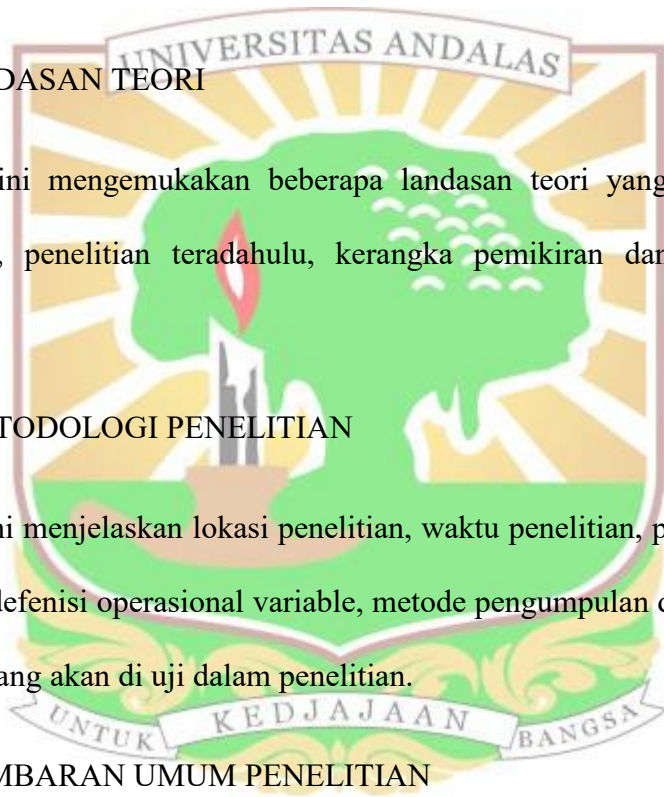 UNIVERSITAS ANDALAS
DASAN TEORI
ini mengemukakan beberapa landasan teori yang
, penelitian teradahulu, kerangka pemikiran dan
TODOLOGI PENELITIAN
ni menjelaskan lokasi penelitian, waktu penelitian, p
defenisi operasional variable, metode pengumpulan d
ang akan di uji dalam penelitian.
UNTUK KEDJAJAAN BANGSA
MBARAN UMUM PENELITIAN